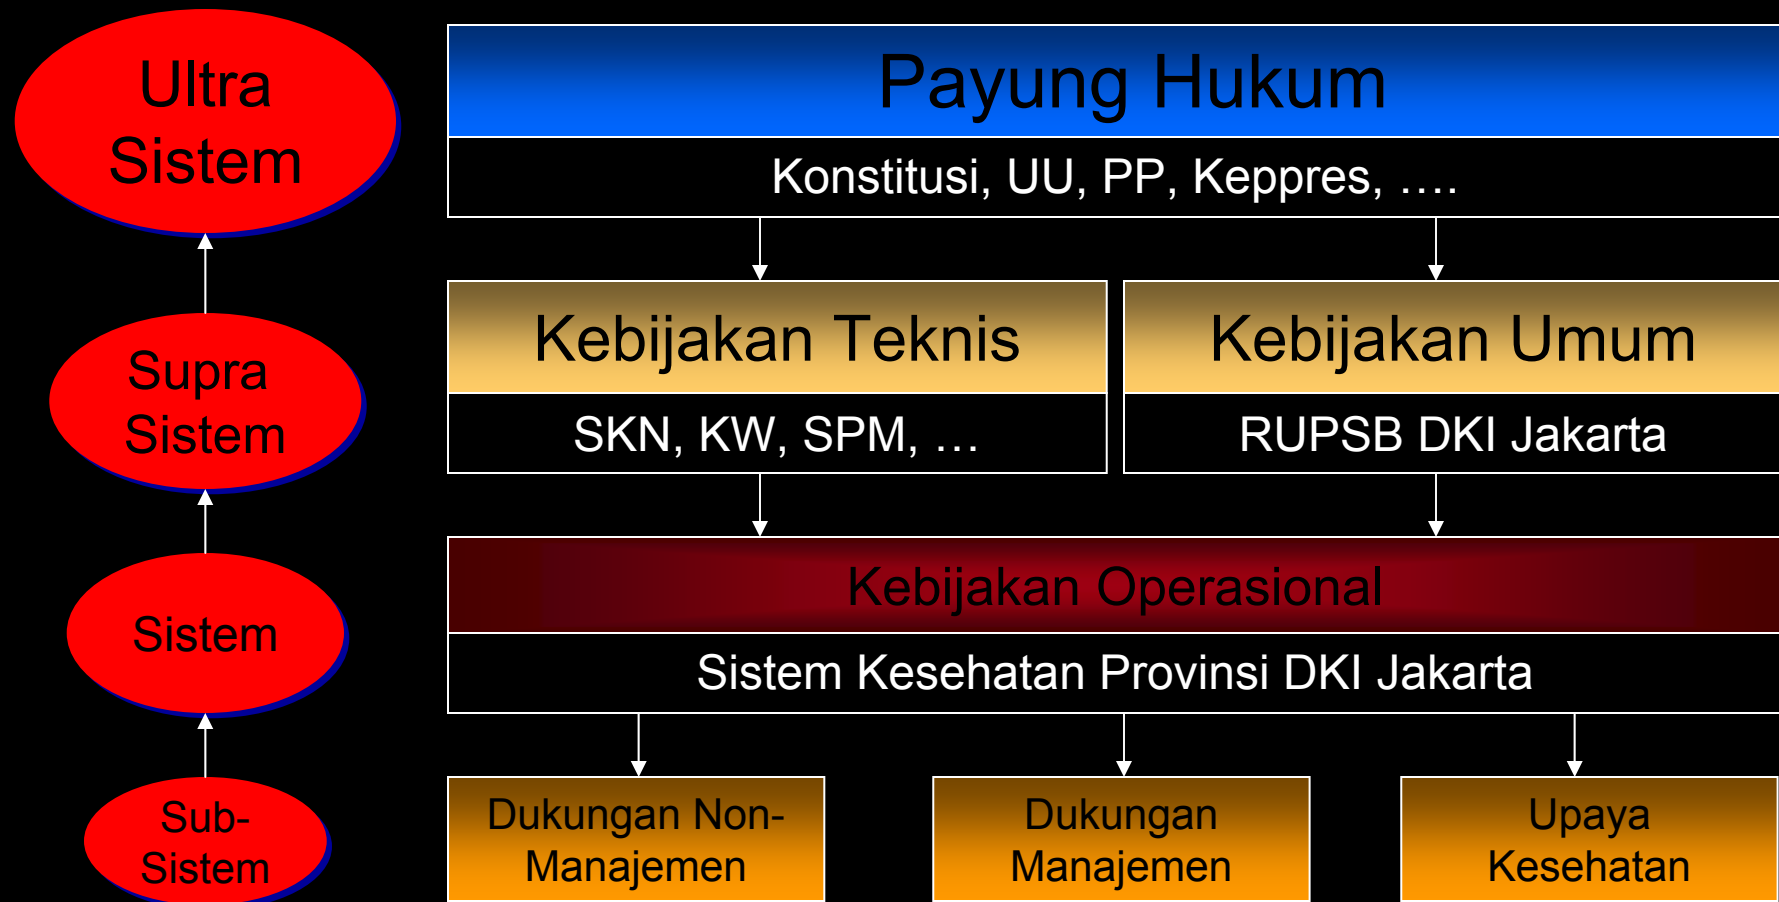 Ultra
Sistem
Payung Hukum
Konstitusi, UU, PP, Keppres, ….
Supra
Sistem
Kebijakan Teknis
SKN, KW, SPM, …
Kebijakan Umum
RUPSB DKI Jakarta
Sistem
Kebijakan Operasional
Sistem Kesehatan Provinsi DKI Jakarta
Sub-
Sistem
Dukungan Non-
Manajemen
Dukungan
Manajemen
Upaya
Kesehatan